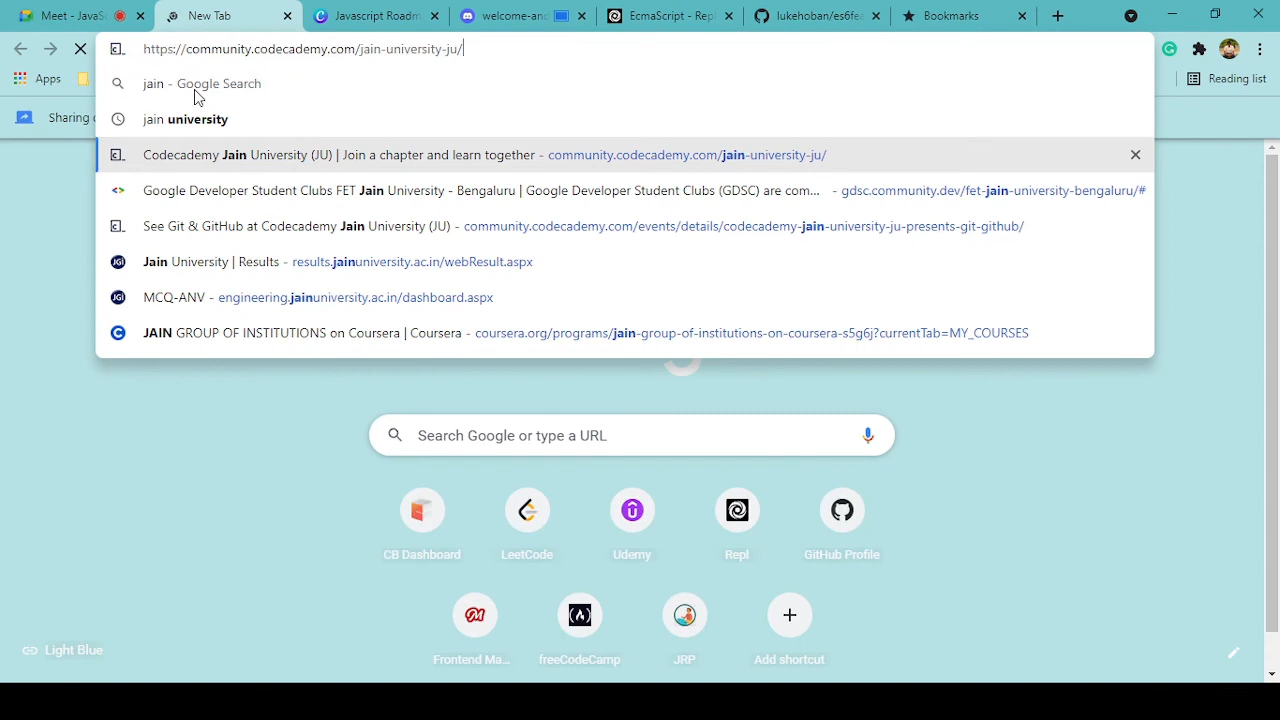 Meet - JavaSc
New Tab
Javascript Roadm
welcome-and
EcmaScript - Repl
lukehoban/es6fea
Bookmarks
https://community.codecademy.com/jain-university-ju/
Apps
Reading list
jain - Google Search
Sharing
jain university
Codecademy Jain University (JU) | Join a chapter and learn together - community.codecademy.com/jain-university-ju/
Google Developer Student Clubs FET Jain University - Bengaluru | Google Developer Student Clubs (GDSC) are com... - gdsc.community.dev/fet-jain-university-bengaluru/#
See Git & GitHub at Codecademy Jain University (JU) - community.codecademy.com/events/details/codecademy-jain-university-ju-presents-git-github/
JGI Jain University | Results - results.jainuniversity.ac.in/webResult.aspx
JGI MCQ-ANV - engineering.jainuniversity.ac.in/dashboard.aspx
JAIN GROUP OF INSTITUTIONS on Coursera | Coursera - coursera.org/programs/jain-group-of-institutions-on-coursera-s5g6j?currentTab=MY_COURSES
Search Google or type a URL
CB Dashboard
LeetCode
Udemy
Repl
GitHub Profile
Frontend Ma...
freeCodeCamp
JRP
Add shortcut
Light Blue